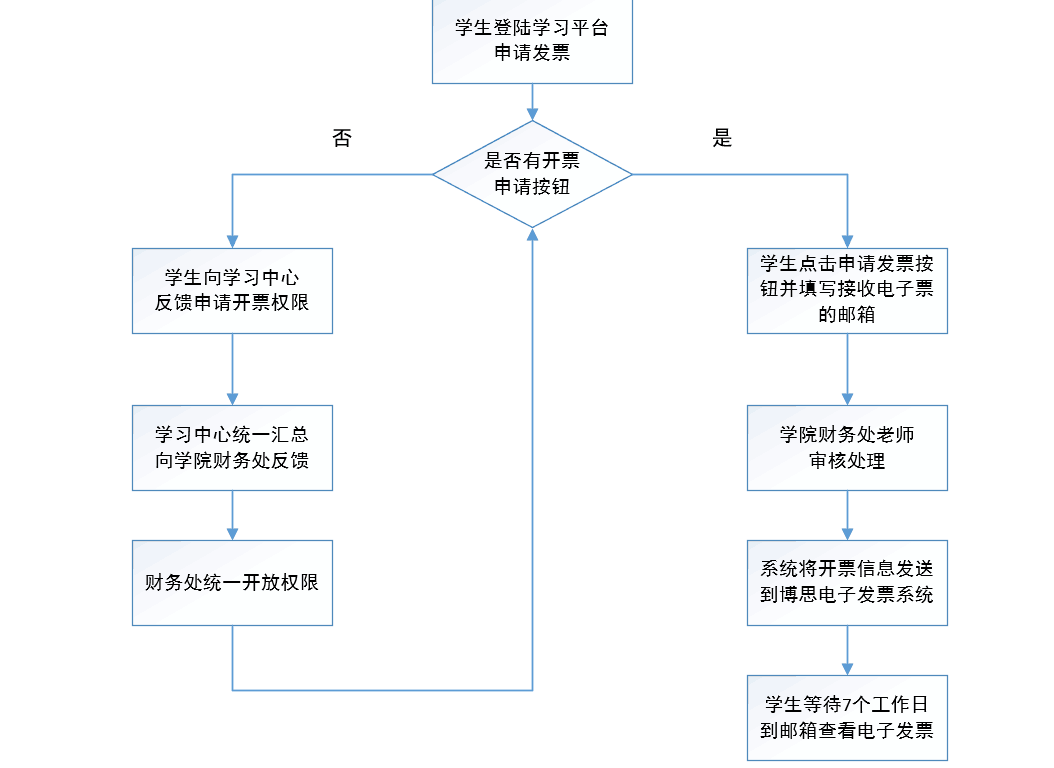 学生登陆学习平台
申请发票
否
是
是否有开票
申请按钮
学生向学习中心
反馈申请开票权限
学生点击申请发票按
钮并填写接收电子票
的邮箱
学习中心统一汇总
向学院财务处反馈
学院财务处老师
审核处理
财务处统一开放权限
系统将开票信息发送
到博思电子发票系统
学生等待7个工作日
到邮箱查看电子发票